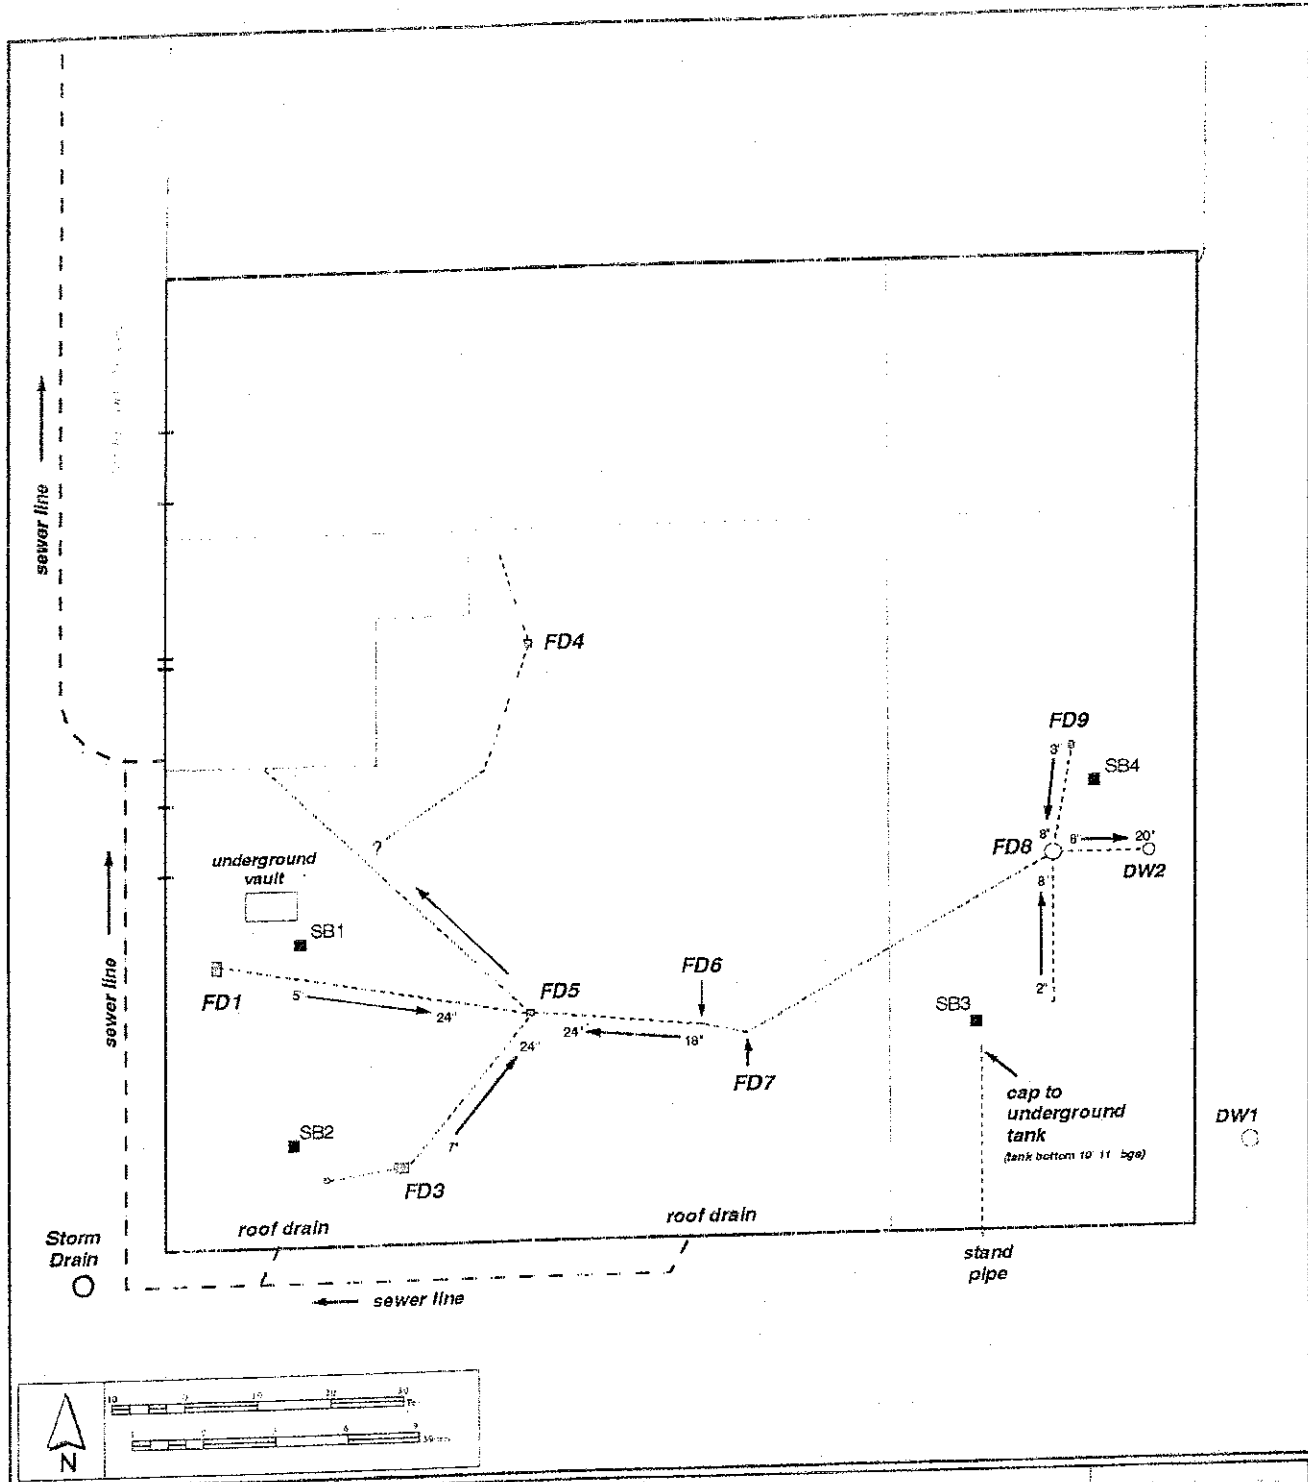 sewer line
FD4
FD9
3'
SB4
8"
6"
20'
FD8
DW2
8'
underground
vault
SB1
FD1
5'
24"
FD5
FD6
24"
18"
FD7
2"
SB3
sewer line
24"
7"
SB2
FD3
cap to
underground
tank
DW1
roof drain
roof drain
Storm
Drain
stand
pipe
sewer line
N